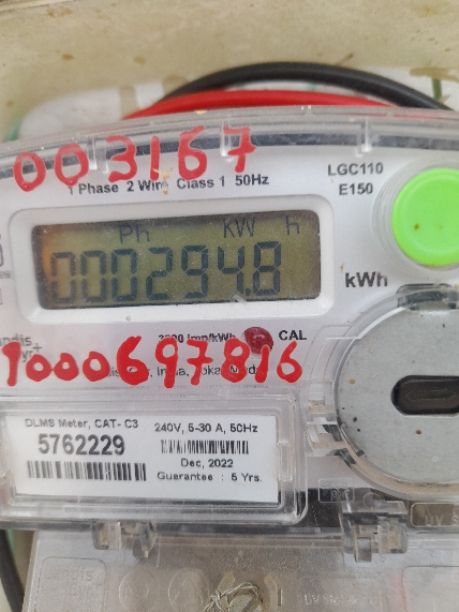 003167
1 Phase 2 Wire Class 1 50Hz
LGC110
E150
Ph kW h
000294.8
kWh
imp/kWh CAL
1000697816
DLMS Meter, CAT- C3
5762229
240V, 5-30 A, 50Hz
Dec, 2022
Guarantee : 5 Yrs.